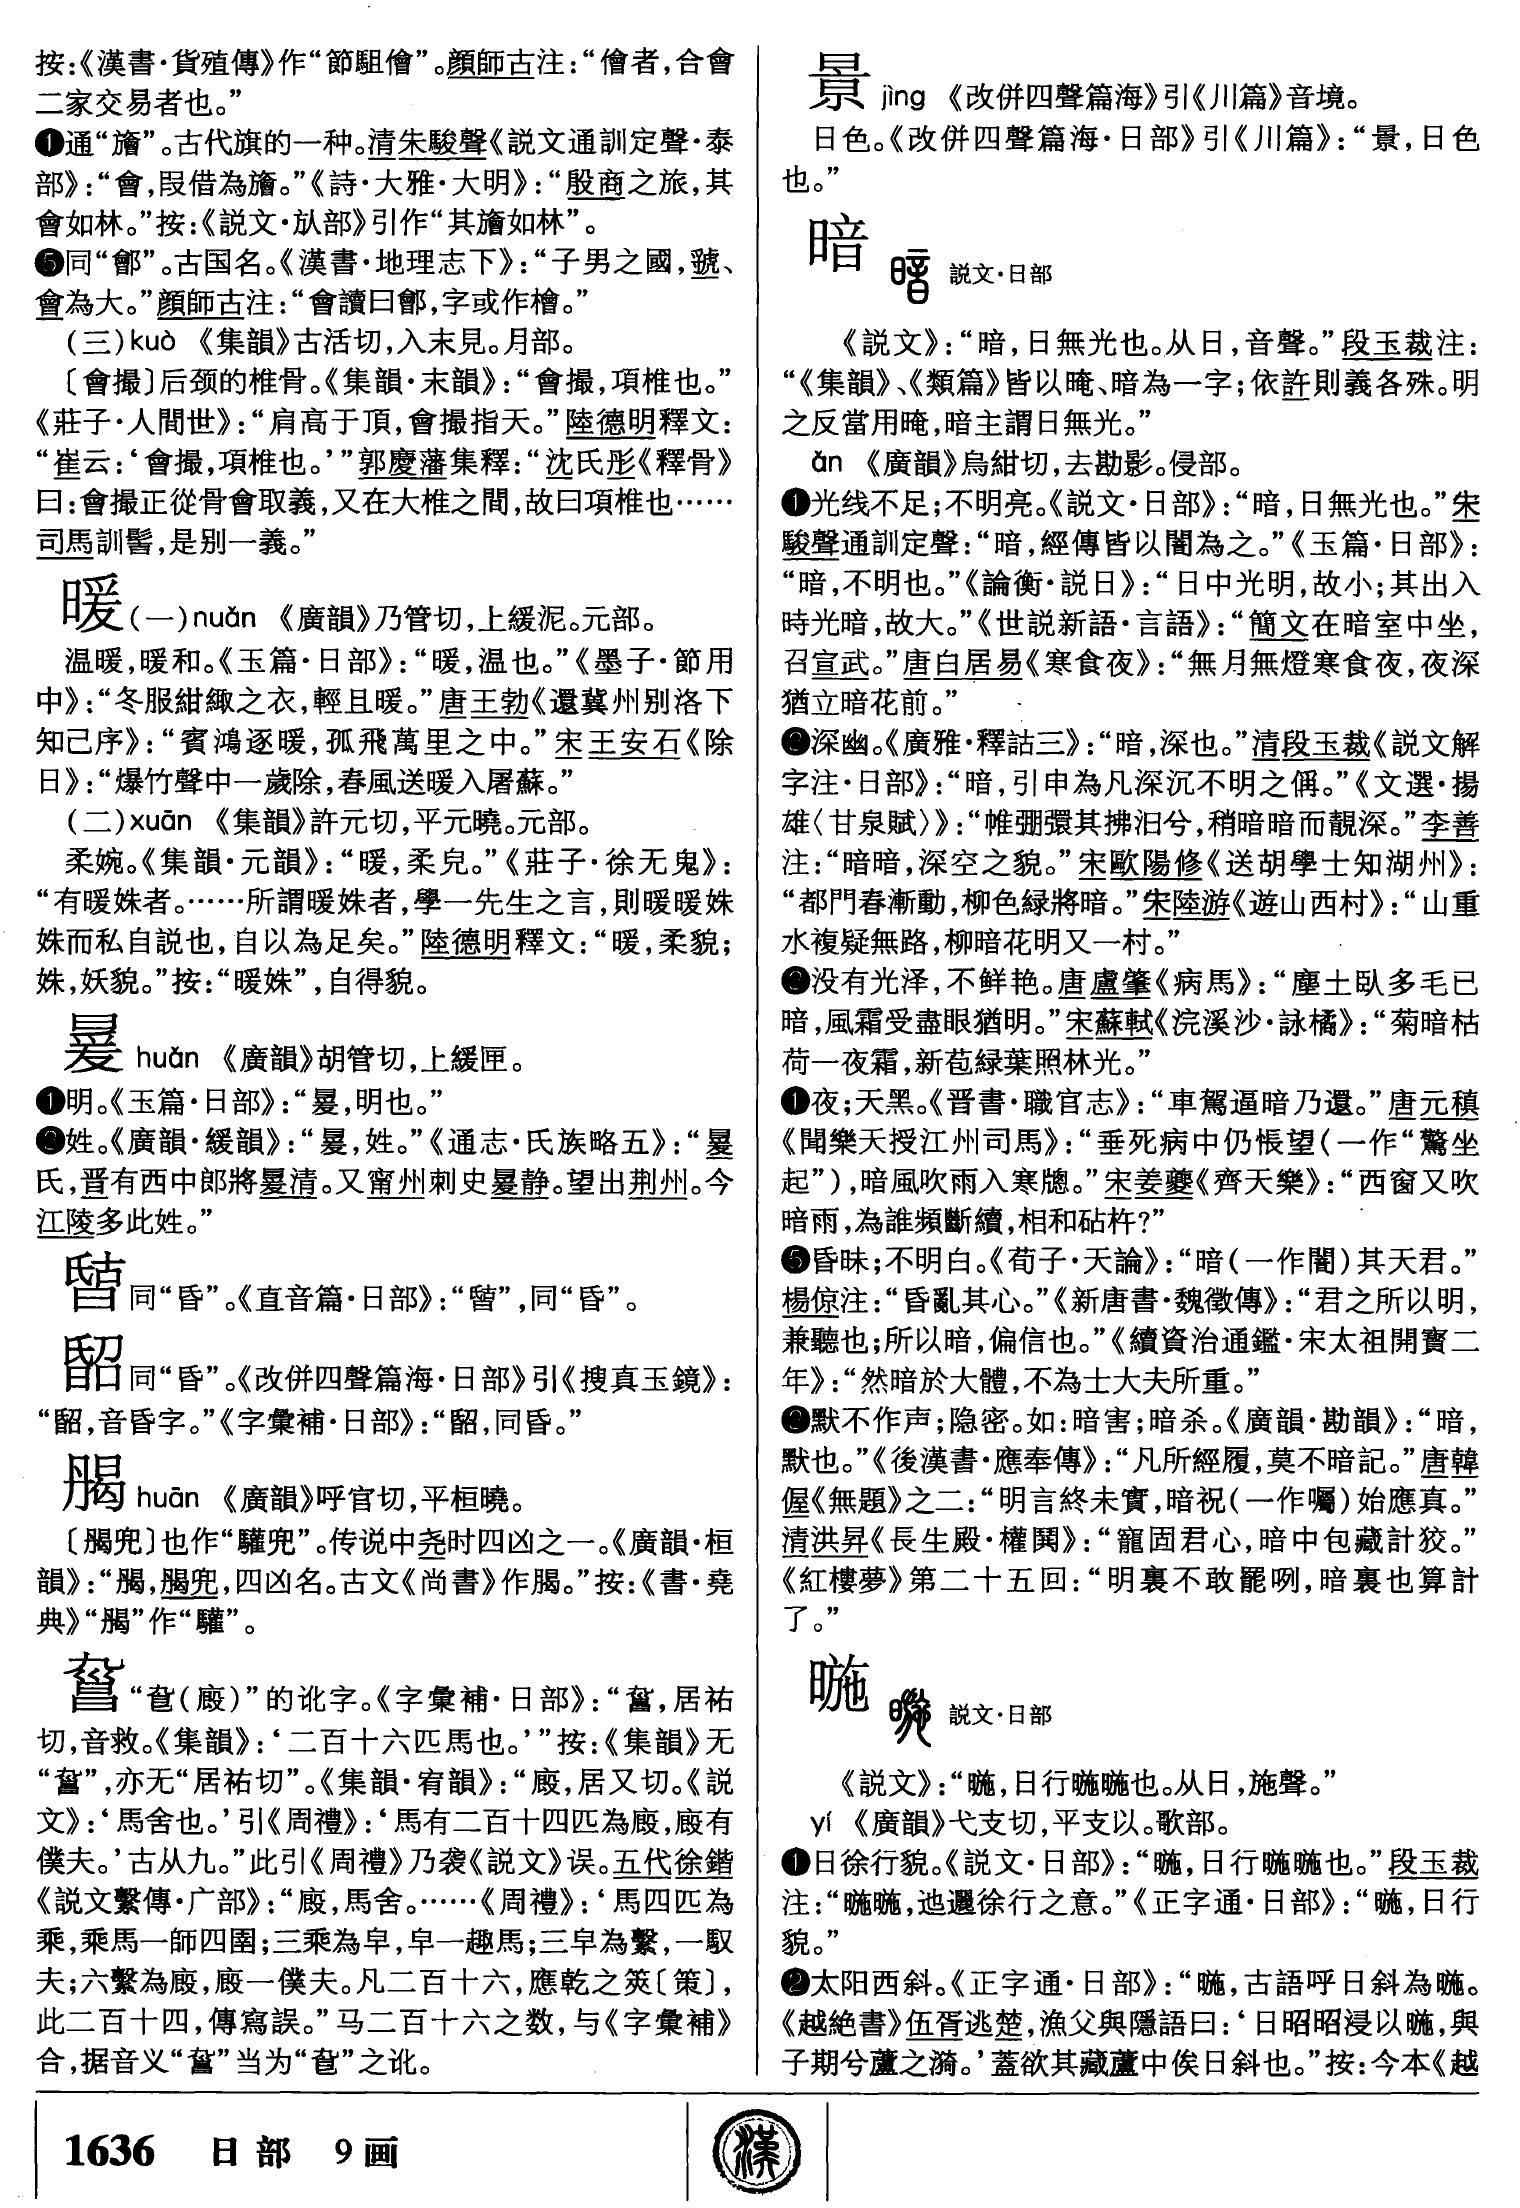 按:《漢書·貨殖傳》作“節駔儈”。顔師古注:“儈者,合會
二家交易者也。”
❶通“旝”。古代旗的一种。清朱駿聲《説文通訓定聲·泰
部》:“會,叚借為旝。”《詩·大雅·大明》:“殷商之旅,其
會如林。”按:《説文·㫃部》引作“其旝如林”。
❺同“鄶”。古国名。《漢書·地理志下》:“子男之國,虢、
會為大。”顔師古注:“會讀曰鄶,字或作檜。”
(三)kuò 《集韻》古活切,入末見。月部。
〔會撮〕后颈的椎骨。《集韻·末韻》:“會撮,項椎也。”
《莊子·人間世》:“肩高于頂,會撮指天。”陸德明釋文:
“崔云:‘會撮,項椎也。’”郭慶藩集釋:“沈氏彤《釋骨》
曰:會撮正從骨會取義,又在大椎之間,故曰項椎也……
司馬訓髻,是别一義。”
暖(一)nuǎn 《廣韻》乃管切,上緩泥。元部。
温暖,暖和。《玉篇·日部》:“暖,温也。”《墨子·節用
中》:“冬服紺緅之衣,輕且暖。”唐王勃《還冀州别洛下
知己序》:“賓鴻逐暖,孤飛萬里之中。”宋王安石《除
日》:“爆竹聲中一歲除,春風送暖入屠蘇。”
(二)xuān 《集韻》許元切,平元曉。元部。
柔婉。《集韻·元韻》:“暖,柔皃。”《莊子·徐无鬼》:
“有暖姝者。……所謂暖姝者,學一先生之言,則暖暖姝
姝而私自説也,自以為足矣。”陸德明釋文:“暖,柔貌;
姝,妖貌。”按:“暖姝”,自得貌。
㬊 huǎn 《廣韻》胡管切,上緩匣。
❶明。《玉篇·日部》:“㬊,明也。”
❷姓。《廣韻·緩韻》:“㬊,姓。”《通志·氏族略五》:“㬊
氏,晋有西中郎將㬊清。又甯州刺史㬊静。望出荆州。今
江陵多此姓。”
同“昏”。《直音篇·日部》:“”,同“昏”。
同“昏”。《改併四聲篇海·日部》引《搜真玉鏡》:
“,音昏字。”《字彙補·日部》:“,同昏。”
huān 《廣韻》呼官切,平桓曉。
〔兜〕也作“驩兜”。传说中尧时四凶之一。《廣韻·桓
韻》:“,兜,四凶名。古文《尚書》作。”按:《書·堯
典》“”作“驩”。
“(廄)”的讹字。《字彙補·日部》:“,居祐
切,音救。《集韻》:‘二百十六匹馬也。’”按:《集韻》无
“”,亦无“居祐切”。《集韻·宥韻》:“廄,居又切。《説
文》:‘馬舍也。’引《周禮》:‘馬有二百十四匹為廄,廄有
僕夫。’古从九。”此引《周禮》乃袭《説文》误。五代徐鍇
《説文繫傳·广部》:“廄,馬舍。……《周禮》:‘馬四匹為
乘,乘馬一師四圉;三乘為皁,皁一趣馬;三皁為繫,一馭
夫;六繫為廄,廄一僕夫。凡二百十六,應乾之筴〔策〕,
此二百十四,傳寫誤。”马二百十六之数,与《字彙補》
合,据音义“”当为“”之讹。
景 jìng 《改併四聲篇海》引《川篇》音境。
日色。《改併四聲篇海·日部》引《川篇》:“景,日色
也。”
暗 暗 説文·日部
《説文》:“暗,日無光也。从日,音聲。”段玉裁注:
“《集韻》、《類篇》皆以晻、暗為一字;依許則義各殊。明
之反當用晻,暗主謂日無光。”
àn 《廣韻》烏紺切,去勘影。侵部。
❶光线不足;不明亮。《説文·日部》:“暗,日無光也。”宋
駿聲通訓定聲:“暗,經傳皆以闇為之。”《玉篇·日部》:
“暗,不明也。”《論衡·説日》:“日中光明,故小;其出入
時光暗,故大。”《世説新語·言語》:“簡文在暗室中坐,
召宣武。”唐白居易《寒食夜》:“無月無燈寒食夜,夜深
猶立暗花前。”
❷深幽。《廣雅·釋詁三》:“暗,深也。”清段玉裁《説文解
字注·日部》:“暗,引申為凡深沉不明之偁。”《文選·揚
雄〈甘泉賦〉》:“帷弸彋其拂汩兮,稍暗暗而靚深。”李善
注:“暗暗,深空之貌。”宋歐陽修《送胡學士知湖州》:
“都門春漸動,柳色緑將暗。”宋陸游《遊山西村》:“山重
水複疑無路,柳暗花明又一村。”
❷没有光泽,不鲜艳。唐盧肇《病馬》:“塵土臥多毛已
暗,風霜受盡眼猶明。”宋蘇軾《浣溪沙·詠橘》:“菊暗枯
荷一夜霜,新苞緑葉照林光。”
❶夜;天黑。《晋書·職官志》:“車駕逼暗乃還。”唐元稹
《聞樂天授江州司馬》:“垂死病中仍悵望(一作“驚坐
起”),暗風吹雨入寒牕。”宋姜夔《齊天樂》:“西窗又吹
暗雨,為誰頻斷續,相和砧杵?”
❺昏昧;不明白。《荀子·天論》:“暗(一作闇)其天君。”
楊倞注:“昏亂其心。”《新唐書·魏徵傳》:“君之所以明,
兼聽也;所以暗,偏信也。”《續資治通鑑·宋太祖開寳二
年》:“然暗於大體,不為士大夫所重。”
❷默不作声;隐密。如:暗害;暗杀。《廣韻·勘韻》:“暗,
默也。”《後漢書·應奉傳》:“凡所經履,莫不暗記。”唐韓
偓《無題》之二:“明言終未實,暗祝(一作囑)始應真。”
清洪昇《長生殿·權鬨》:“寵固君心,暗中包藏計狡。”
《紅樓夢》第二十五回:“明裏不敢罷咧,暗裏也算計
了。”
暆 暆 説文·日部
《説文》:“暆,日行暆暆也。从日,施聲。”
yí 《廣韻》弋支切,平支以。歌部。
❶日徐行貌。《説文·日部》:“暆,日行暆暆也。”段玉裁
注:“暆暆,迆邐徐行之意。”《正字通·日部》:“暆,日行
貌。”
❷太阳西斜。《正字通·日部》:“暆,古語呼日斜為暆。
《越絶書》伍胥逃楚,漁父與隱語曰:‘日昭昭浸以暆,與
子期兮蘆之漪。’蓋欲其藏蘆中俟日斜也。”按:今本《越
1636 日部 9画
漢